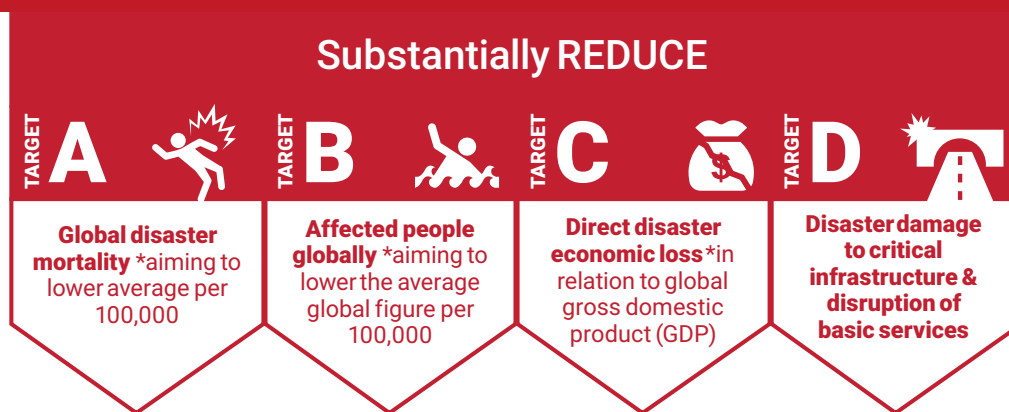 Substantially REDUCE
TARGET
A
Global disaster
mortality *aiming to
lower average per
100,000
TARGET
B
Affected people
globally *aiming to
lower the average
global figure per
100,000
TARGET
C
$
Direct disaster
economic loss *in
relation to global
gross domestic
product (GDP)
TARGET
D
Disaster damage
to critical
infrastructure &
disruption of
basic services